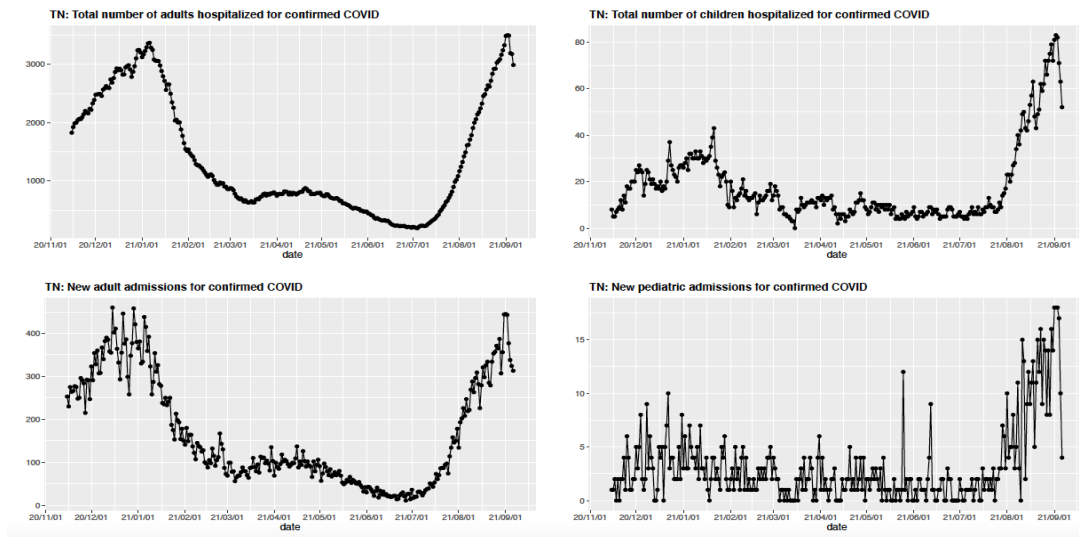 TN: Total number of adults hospitalized for confirmed COVID
3000
2000
1000
20/11/01 20/12/01 21/01/01 21/02/01 21/03/01 21/04/01 21/05/01 21/06/01 21/07/01 21/08/01 21/09/01
date
TN: Total number of children hospitalized for confirmed COVID
80
60
40
20
0
20/11/01 20/12/01 21/01/01 21/02/01 21/03/01 21/04/01 21/05/01 21/06/01 21/07/01 21/08/01 21/09/01
date
TN: New adult admissions for confirmed COVID
400
300
200
100
0
20/11/01 20/12/01 21/01/01 21/02/01 21/03/01 21/04/01 21/05/01 21/06/01 21/07/01 21/08/01 21/09/01
date
TN: New pediatric admissions for confirmed COVID
15
10
5
0
20/11/01 20/12/01 21/01/01 21/02/01 21/03/01 21/04/01 21/05/01 21/06/01 21/07/01 21/08/01 21/09/01
date